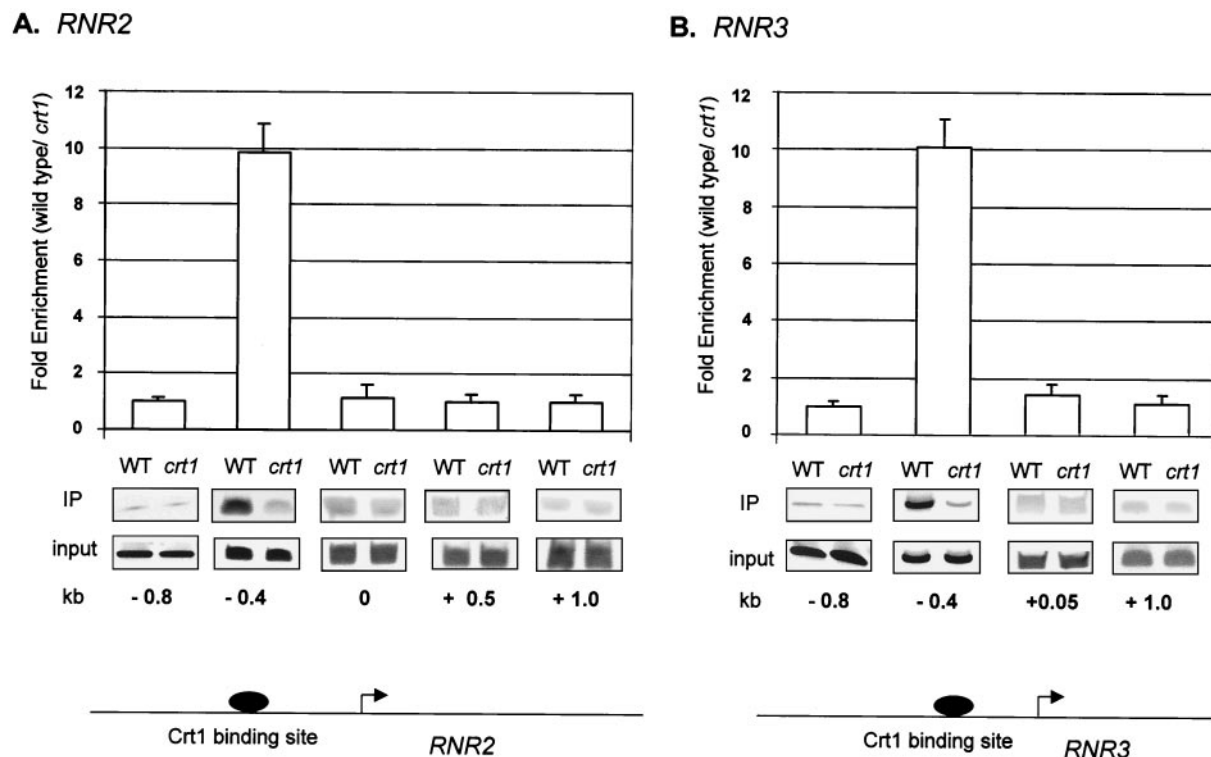 A. RNR2
Fold Enrichment (wild type/ crt1)
12
10
8
6
4
2
0
WT crt1 WT crt1 WT crt1 WT crt1 WT crt1
IP
input
kb - 0.8 - 0.4 0 + 0.5 + 1.0
Crt1 binding site RNR2
B. RNR3
Fold Enrichment (wild type/ crt1)
12
10
8
6
4
2
0
WT crt1 WT crt1 WT crt1 WT crt1
IP
input
kb - 0.8 - 0.4 +0.05 + 1.0
Crt1 binding site RNR3